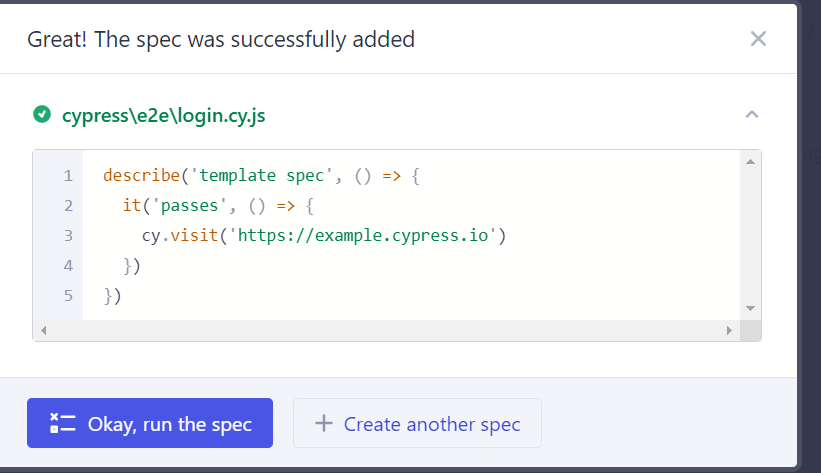 Great! The spec was successfully added
cypress\e2e\login.cy.js
1 describe('template spec', () => {
2   it('passes', () => {
3     cy.visit('https://example.cypress.io')
4   })
5 })
Okay, run the spec
Create another spec